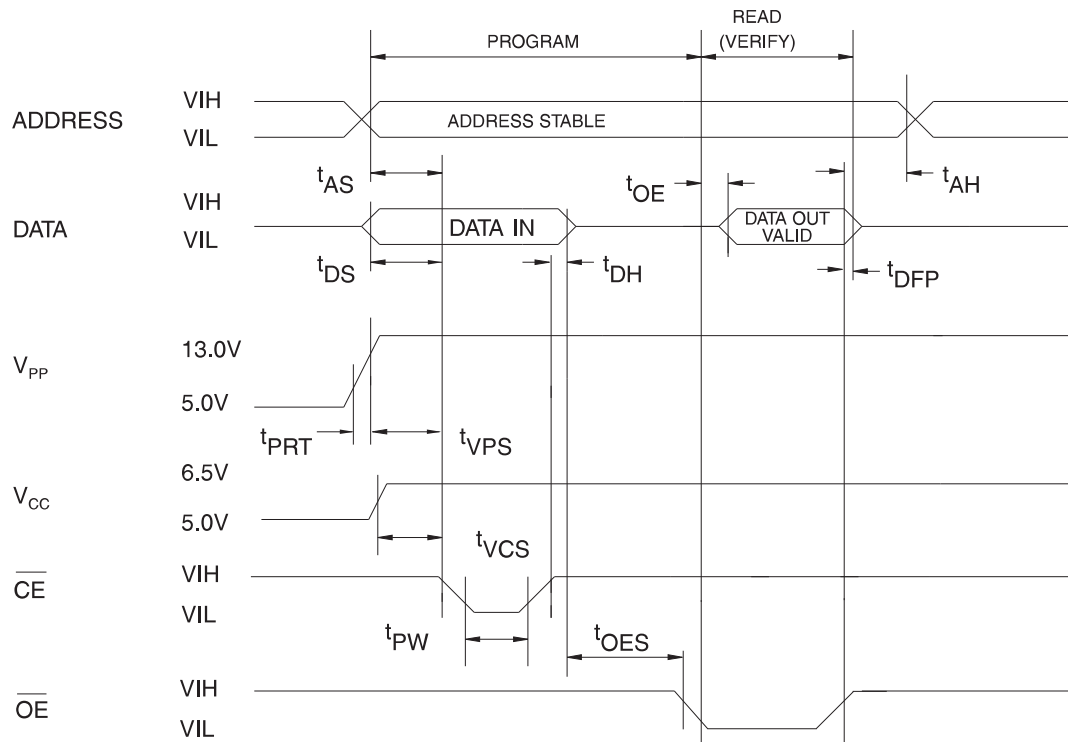 READ
PROGRAM (VERIFY)
ADDRESS VIH
VIL ADDRESS STABLE
tAS tOE tAH
DATA VIH
VIL DATA IN DATA OUT
VALID
tDS tDH tDFP
VPP 13.0V
5.0V
tPRT tVPS
VCC 6.5V
5.0V
tVCS
CE VIH
VIL
tPW tOES
OE VIH
VIL